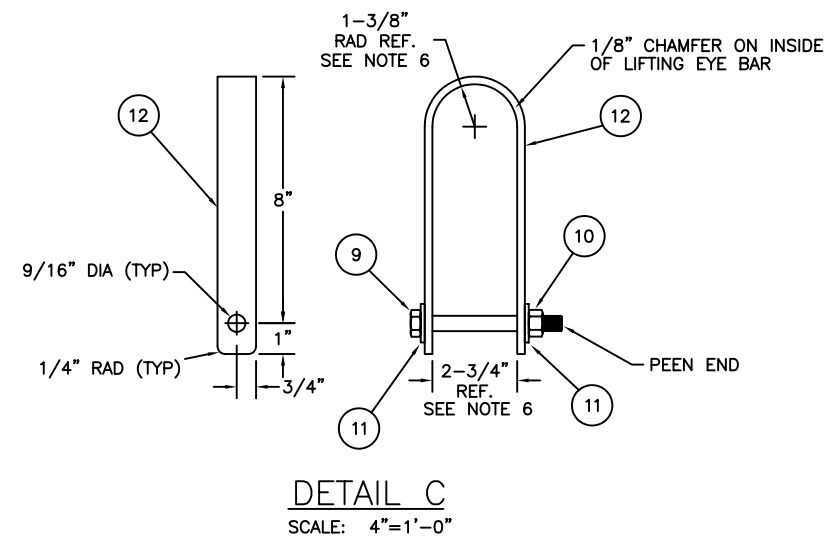 1-3/8"
RAD REF.
SEE NOTE 6
1/8" CHAMFER ON INSIDE
OF LIFTING EYE BAR
12
12
8"
9
10
9/16" DIA (TYP)
1"
1/4" RAD (TYP)
3/4"
2-3/4"
REF.
SEE NOTE 6
PEEN END
11
11
DETAIL C
SCALE: 4"=1'-0"